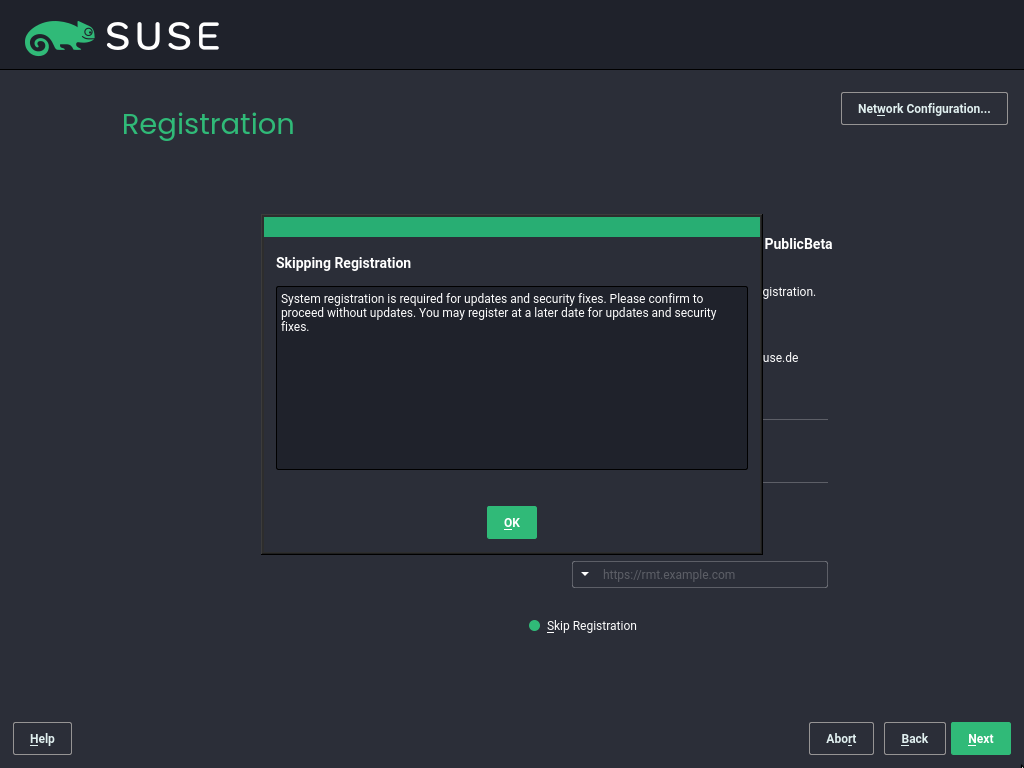 SUSE
Registration
Network Configuration...
PublicBeta
Skipping Registration
gistration.
System registration is required for updates and security fixes. Please confirm to
proceed without updates. You may register at a later date for updates and security
fixes.
use.de
OK
https://rmt.example.com
Skip Registration
Help
Abort
Back
Next